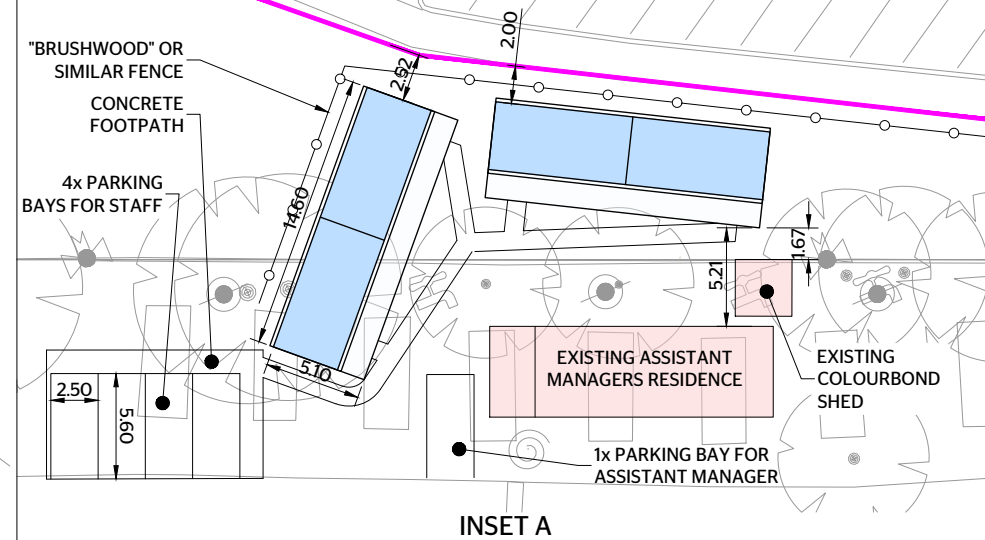 2.00
"BRUSHWOOD" OR
SIMILAR FENCE
2.92
CONCRETE
FOOTPATH
4x PARKING
BAYS FOR STAFF
14.60
1.67
5.21
EXISTING ASSISTANT
MANAGERS RESIDENCE
EXISTING
COLOURBOND
SHED
5.10
2.50
5.60
1x PARKING BAY FOR
ASSISTANT MANAGER
INSET A